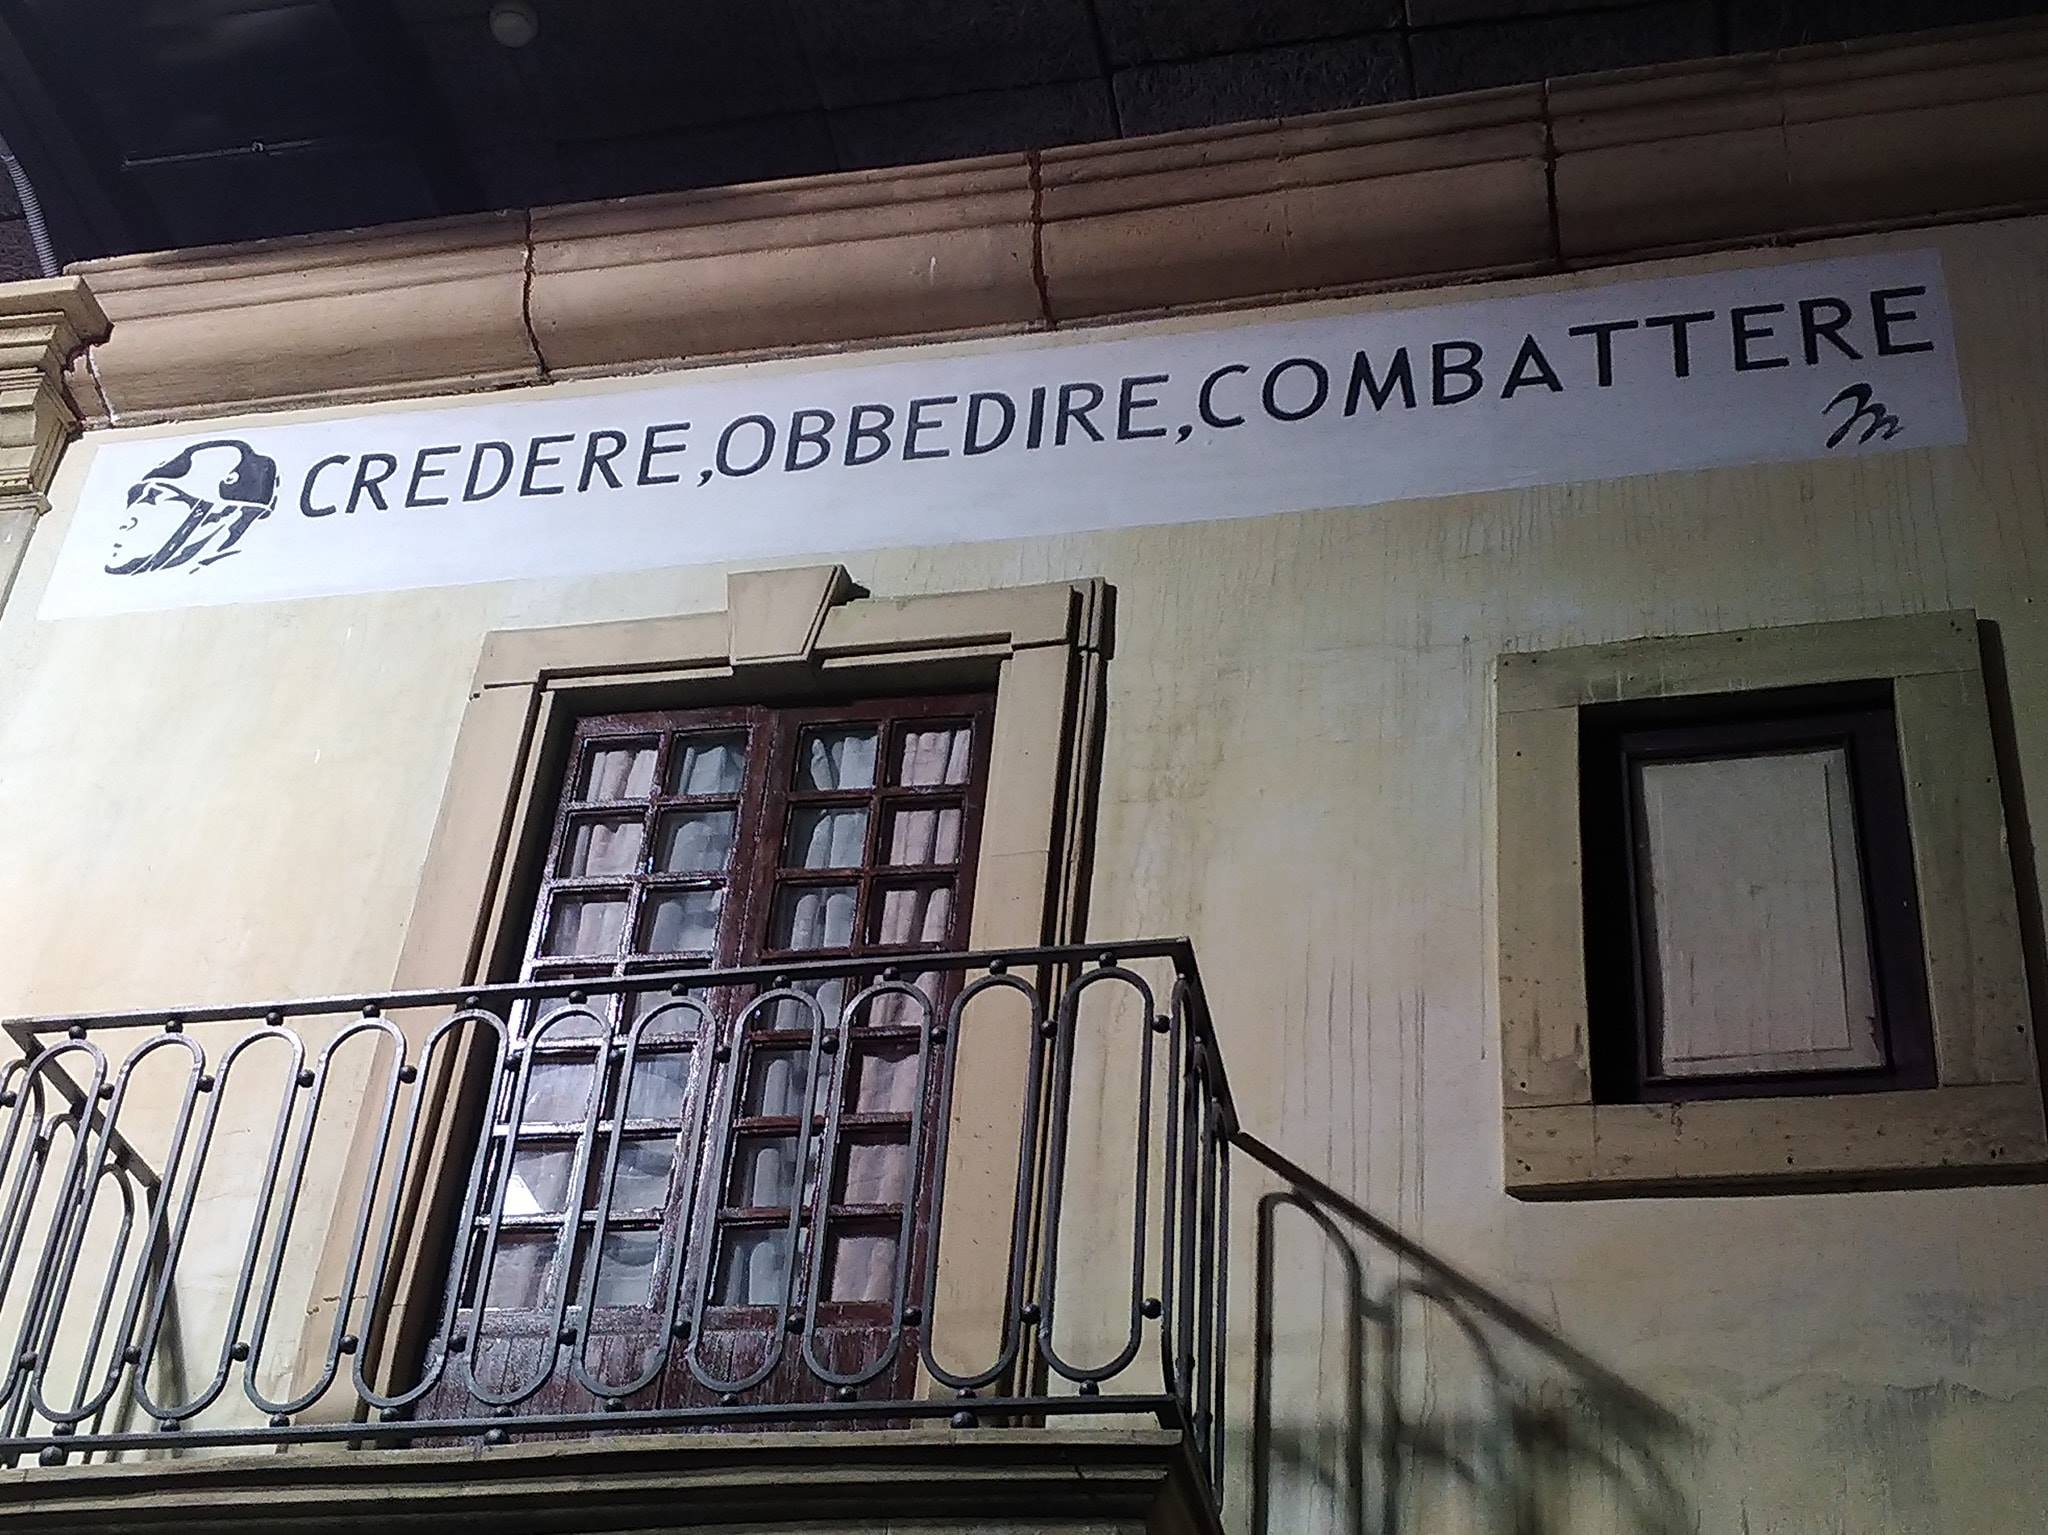 CREDERE, OBBEDIRE, COMBATTERE